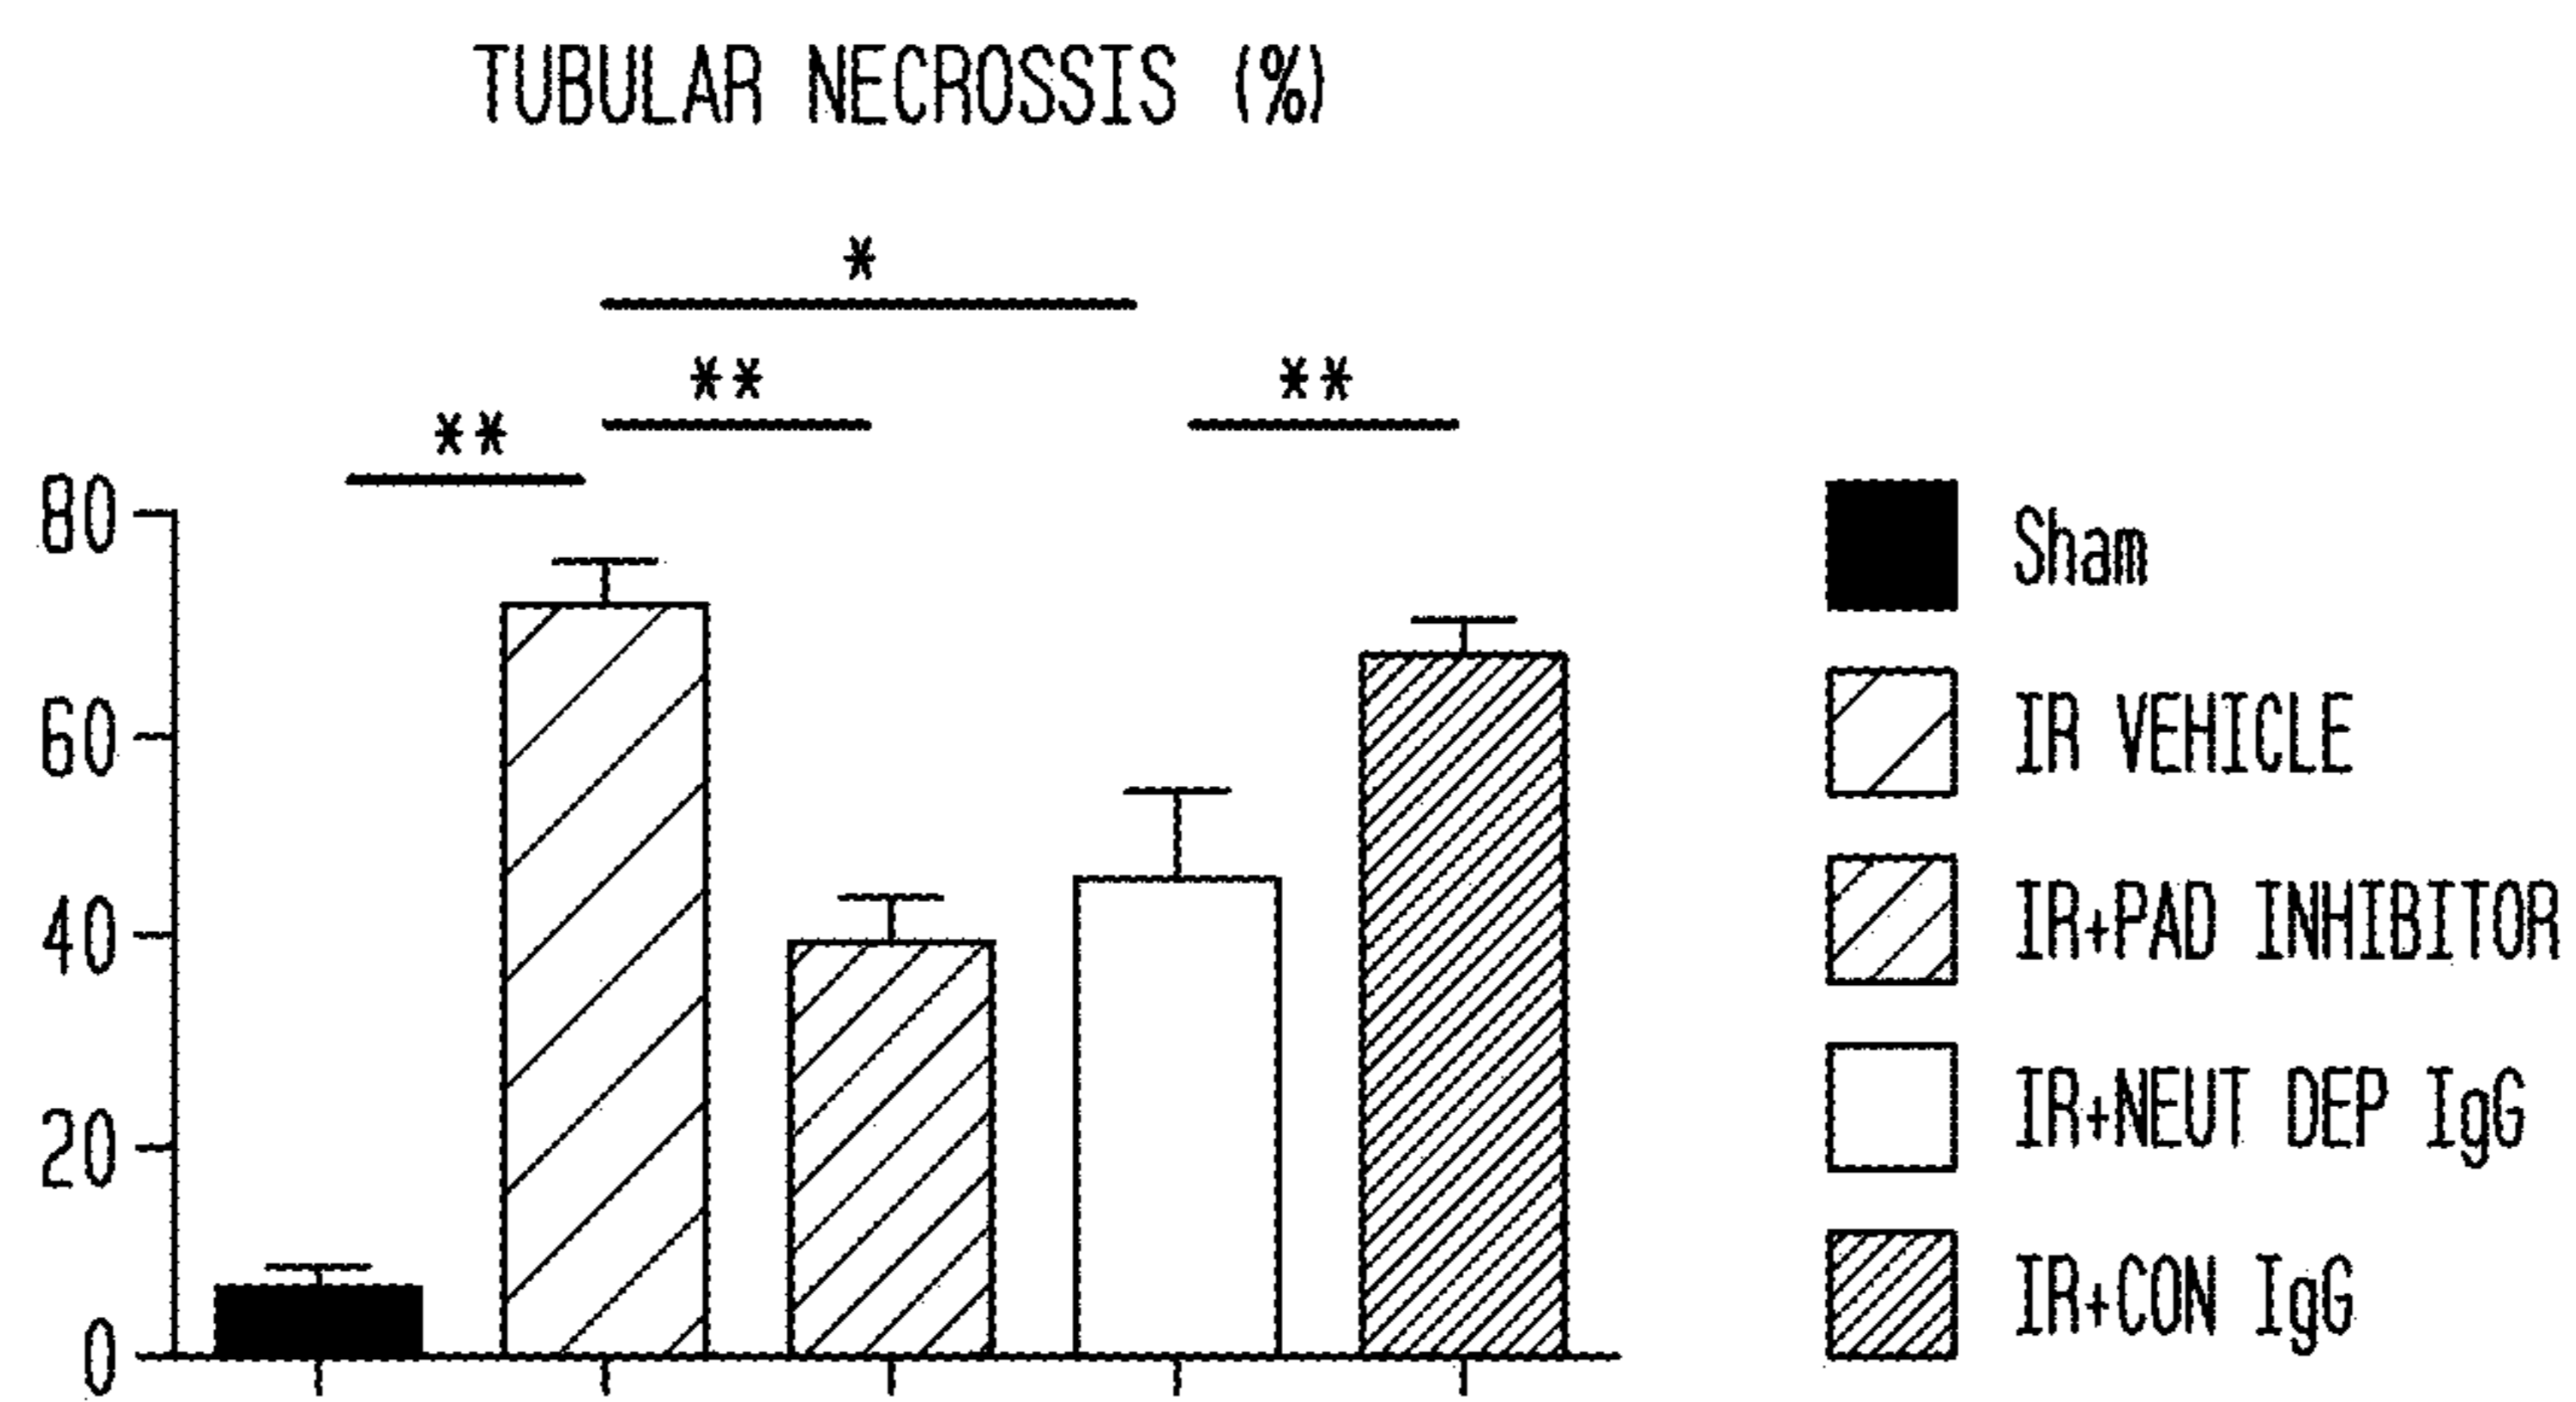 TUBULAR NECROSSIS (%)
*
**
**
**
80
60
40
20
0
Sham
IR VEHICLE
IR+PAD INHIBITOR
IR+NEUT DEP IgG
IR+CON IgG